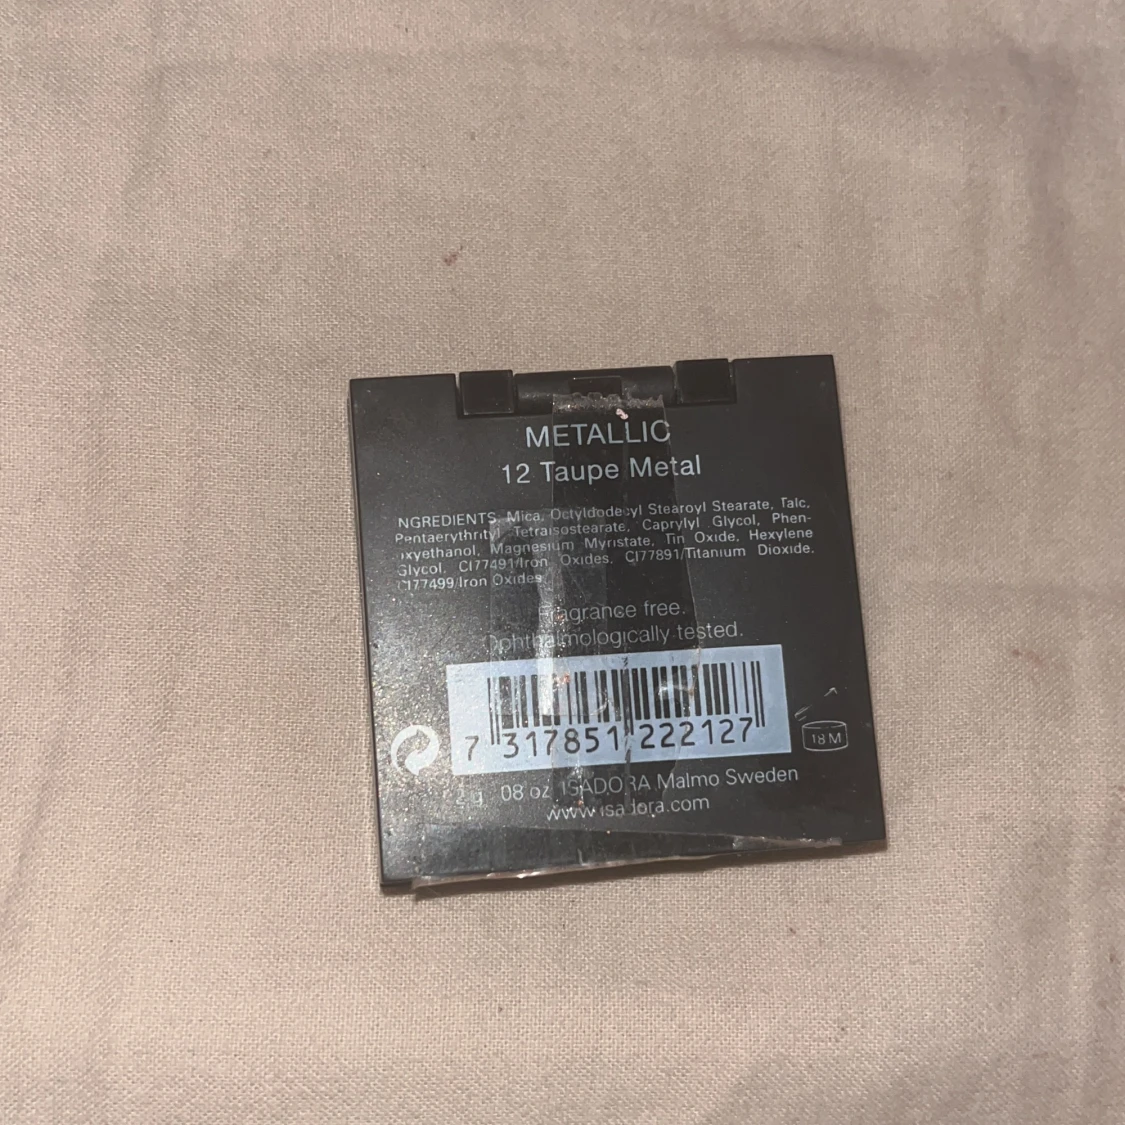 METALLIC
12 Taupe Metal
NGREDIENTS Mica, Octyldodecyl Stearoyl Stearate, Talc,
Pentaerythrityl Tetraisostearate, Caprylyl Glycol, Phen-
oxyethanol, Magnesium Myristate, Tin Oxide, Hexylene
Glycol, CI77491/Iron Oxides, CI77891/Titanium Dioxide,
CI77499/Iron Oxides
Fragrance free.
Ophthalmologically tested.
7 317851 222127
18 M
2 g 08 oz ISADORA Malmo Sweden
www isadora.com